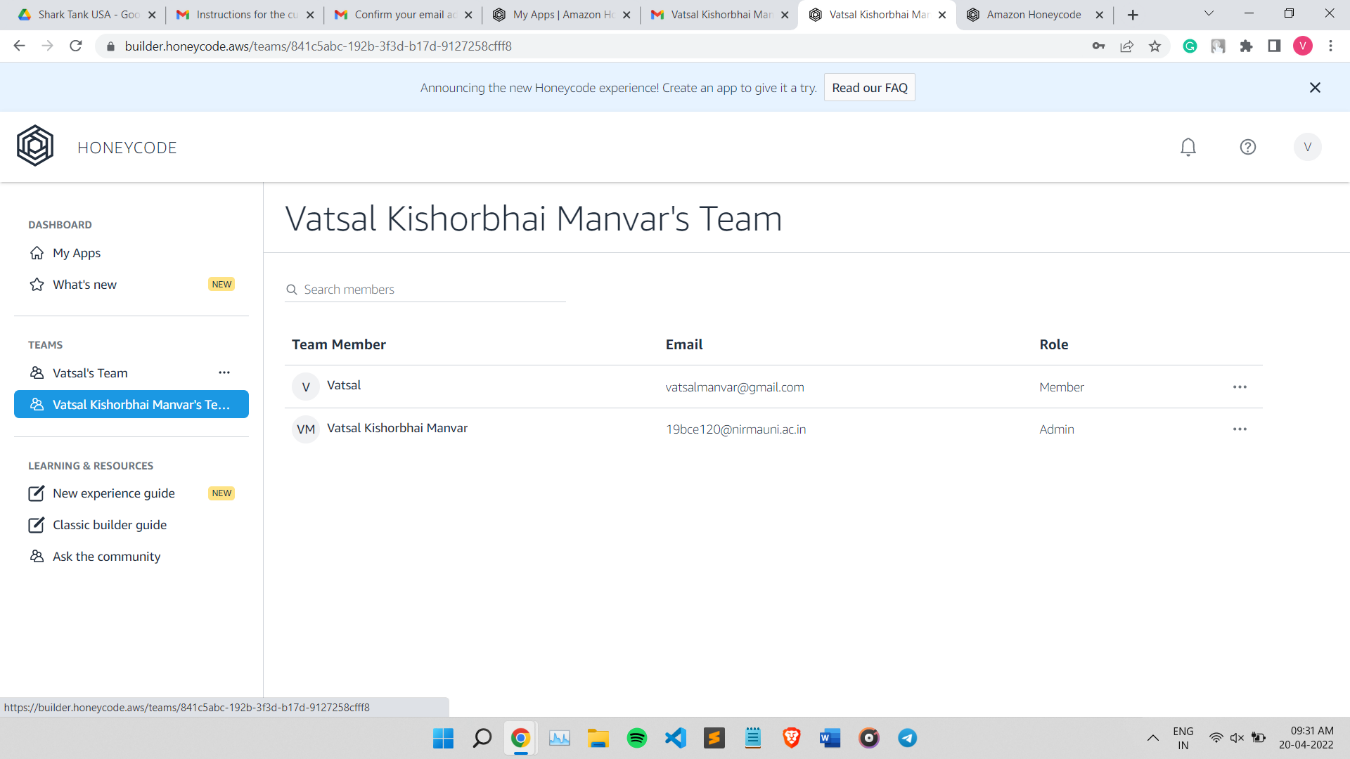 Shark Tank USA - Goo
Instructions for the cu
Confirm your email ad
My Apps | Amazon Ho
Vatsal Kishorbhai Man
Vatsal Kishorbhai Man
Amazon Honeycode
builder.honeycode.aws/teams/841c5abc-192b-3f3d-b17d-9127258cfff8
V
Announcing the new Honeycode experience! Create an app to give it a try. Read our FAQ
HONEYCODE
V
Vatsal Kishorbhai Manvar's Team
DASHBOARD
My Apps
What's new NEW
TEAMS
Vatsal's Team ...
Vatsal Kishorbhai Manvar's Te...
LEARNING & RESOURCES
New experience guide NEW
Classic builder guide
Ask the community
Search members
Team Member Email Role
V Vatsal vatsalmanvar@gmail.com Member ...
VM Vatsal Kishorbhai Manvar 19bce120@nirmauni.ac.in Admin ...
https://builder.honeycode.aws/teams/841c5abc-192b-3f3d-b17d-9127258cfff8
ENG
IN
09:31 AM
20-04-2022